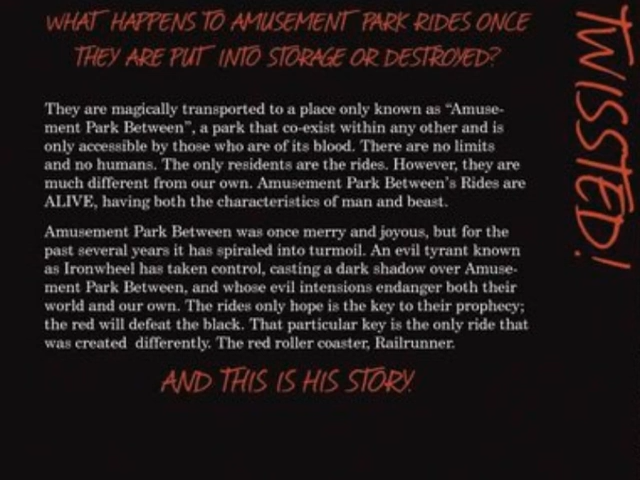 WHAT HAPPENS TO AMUSEMENT PARK RIDES ONCE
THEY ARE PUT INTO STORAGE OR DESTROYED?
They are magically transported to a place only known as “Amuse-
ment Park Between”, a park that co-exist within any other and is
only accessible by those who are of its blood. There are no limits
and no humans. The only residents are the rides. However, they are
much different from our own. Amusement Park Between's Rides are
ALIVE, having both the characteristics of man and beast.
Amusement Park Between was once merry and joyous, but for the
past several years it has spiraled into turmoil. An evil tyrant known
as Ironwheel has taken control, casting a dark shadow over Amuse-
ment Park Between, and whose evil intensions endanger both their
world and our own. The rides only hope is the key to their prophecy;
the red will defeat the black. That particular key is the only ride that
was created differently. The red roller coaster, Railrunner.
AND THIS IS HIS STORY.
TWISSTED!